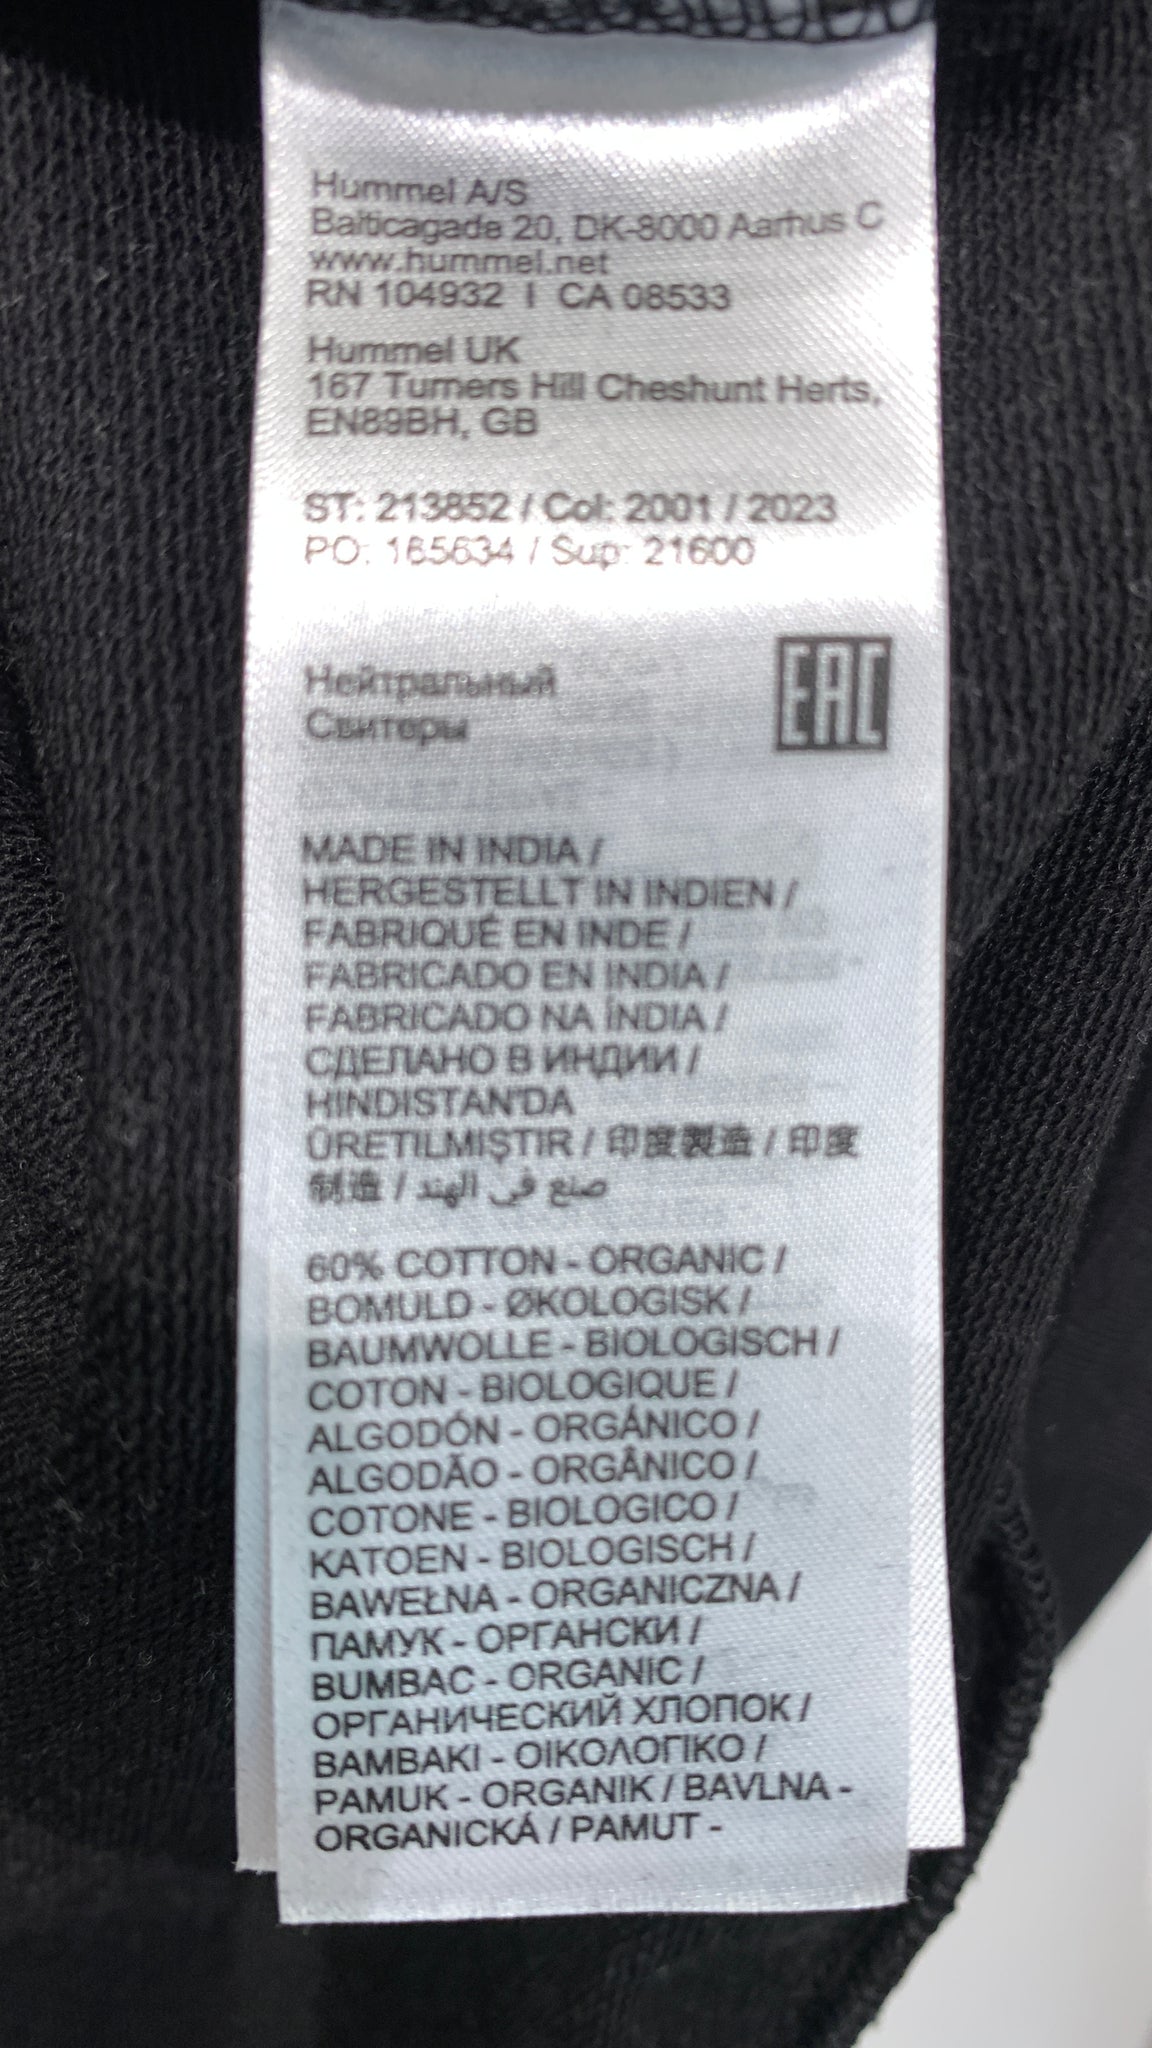 Hummel A/S
Balticagade 20, DK-8000 Aarhus C
www.hummel.net
RN 104932 I CA 08533
Hummel UK
167 Turners Hill Cheshunt Herts,
EN89BH, GB
ST: 213852 / Col: 2001 / 2023
PO: 165634 / Sup: 21600
Нейтральный
Свитеры
EAC
MADE IN INDIA /
HERGESTELLT IN INDIEN /
FABRIQUÉ EN INDE /
FABRICADO EN INDIA /
FABRICADO NA ÍNDIA /
СДЕЛАНО В ИНДИИ /
HINDISTAN'DA
ÜRETILMIŞTIR / 印度製造 / 印度
制造 / صنع في الهند
60% COTTON - ORGANIC /
BOMULD - ØKOLOGISK /
BAUMWOLLE - BIOLOGISCH /
COTON - BIOLOGIQUE /
ALGODÓN - ORGÁNICO /
ALGODÃO - ORGÂNICO /
COTONE - BIOLOGICO /
KATOEN - BIOLOGISCH /
BAWEŁNA - ORGANICZNA /
ПАМУК - ОРГАНСКИ /
BUMBAC - ORGANIC /
ОРГАНИЧЕСКИЙ ХЛОПОК /
ΒΑΜΒΑΚΙ - ΟΙΚΟΛΟΓΙΚΟ /
PAMUK - ORGANIK / BAVLNA -
ORGANICKÁ / PAMUT -